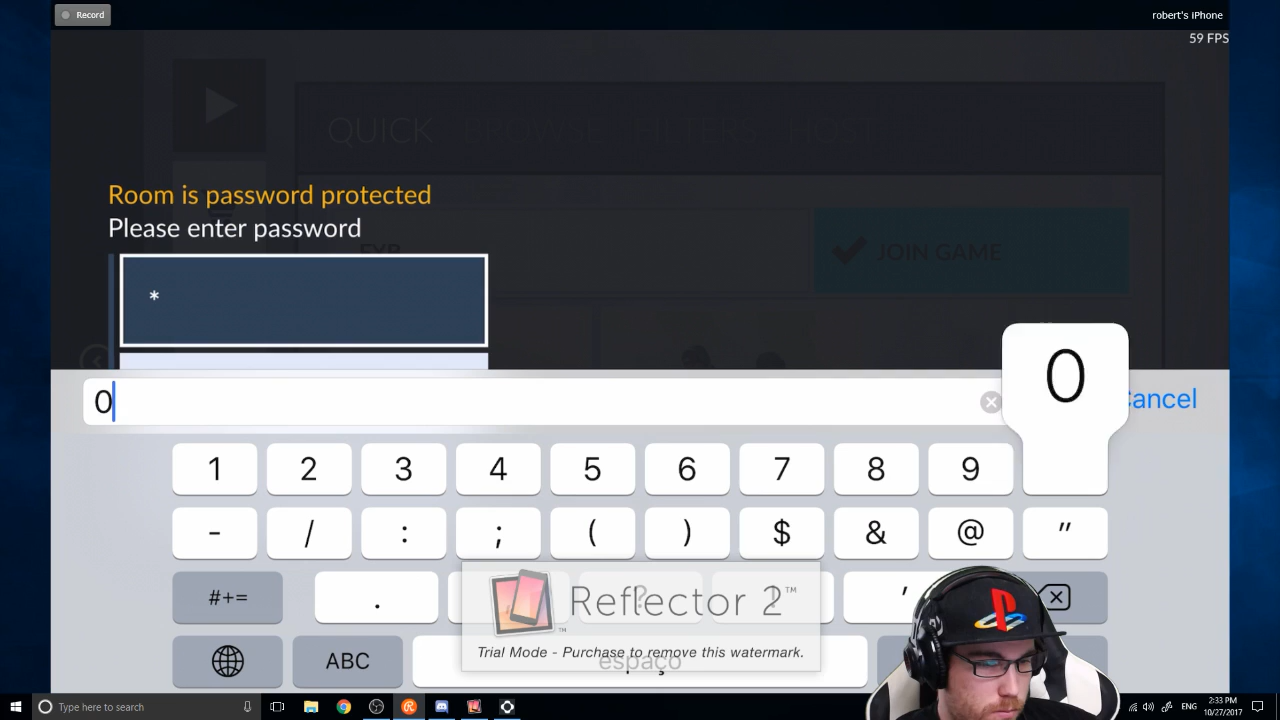 Record
robert's iPhone
59 FPS
QUICK BROWSE FILTERS HOST
Room is password protected
Please enter password
JOIN GAME
*
0
0
Cancel
1 2 3 4 5 6 7 8 9
- / : ; ( ) $ & @ "
#+= . ? ! '
Reflector 2™
ABC
espaço
Trial Mode - Purchase to remove this watermark.
Type here to search
ENG
2:33 PM
10/27/2017